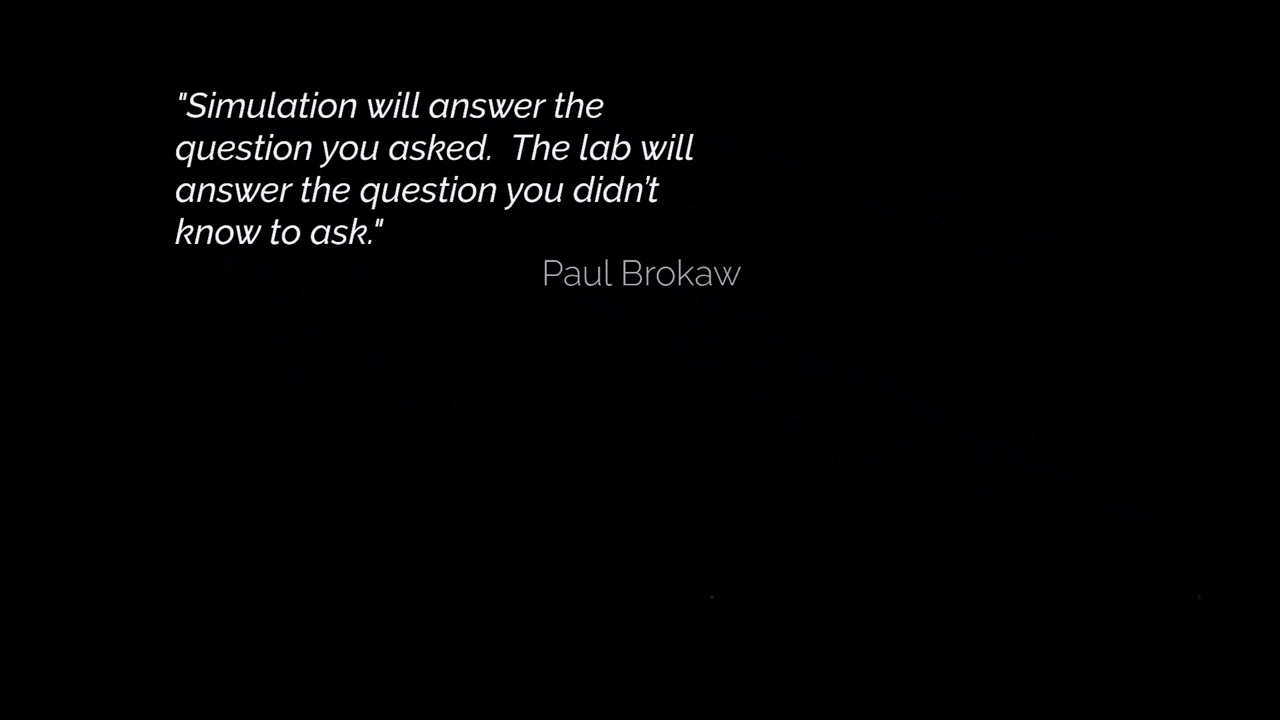 "Simulation will answer the
question you asked.  The lab will
answer the question you didn’t
know to ask."
Paul Brokaw